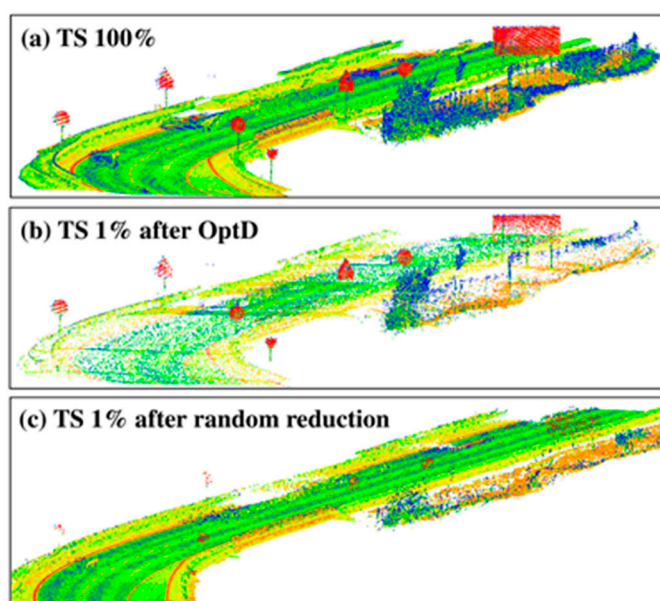 (a) TS 100%
(b) TS 1% after OptD
(c) TS 1% after random reduction